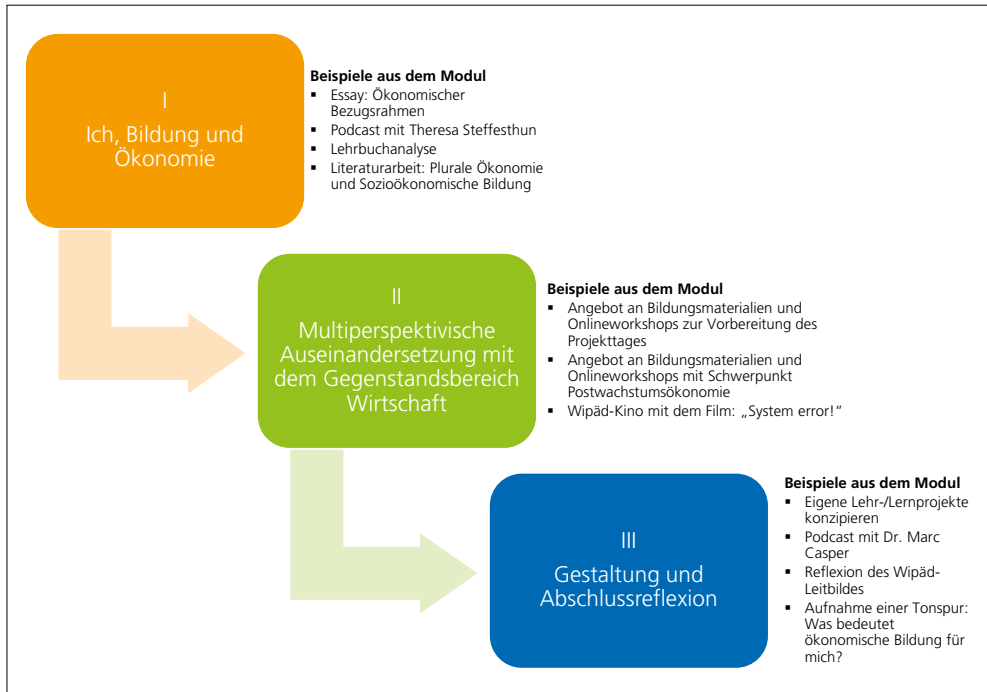 I
Ich, Bildung und
Ökonomie
Beispiele aus dem Modul
▪ Essay: Ökonomischer
Bezugsrahmen
▪ Podcast mit Theresa Steffesthun
▪ Lehrbuchanalyse
▪ Literaturarbeit: Plurale Ökonomie
und Sozioökonomische Bildung
II
Multiperspektivische
Auseinandersetzung mit
dem Gegenstandsbereich
Wirtschaft
Beispiele aus dem Modul
▪ Angebot an Bildungsmaterialien und
Onlineworkshops zur Vorbereitung des
Projekttages
▪ Angebot an Bildungsmaterialien und
Onlineworkshops mit Schwerpunkt
Postwachstumsökonomie
▪ Wipäd-Kino mit dem Film: „System error!“
III
Gestaltung und
Abschlussreflexion
Beispiele aus dem Modul
▪ Eigene Lehr-/Lernprojekte
konzipieren
▪ Podcast mit Dr. Marc
Casper
▪ Reflexion des Wipäd-
Leitbildes
▪ Aufnahme einer Tonspur:
Was bedeutet
ökonomische Bildung für
mich?